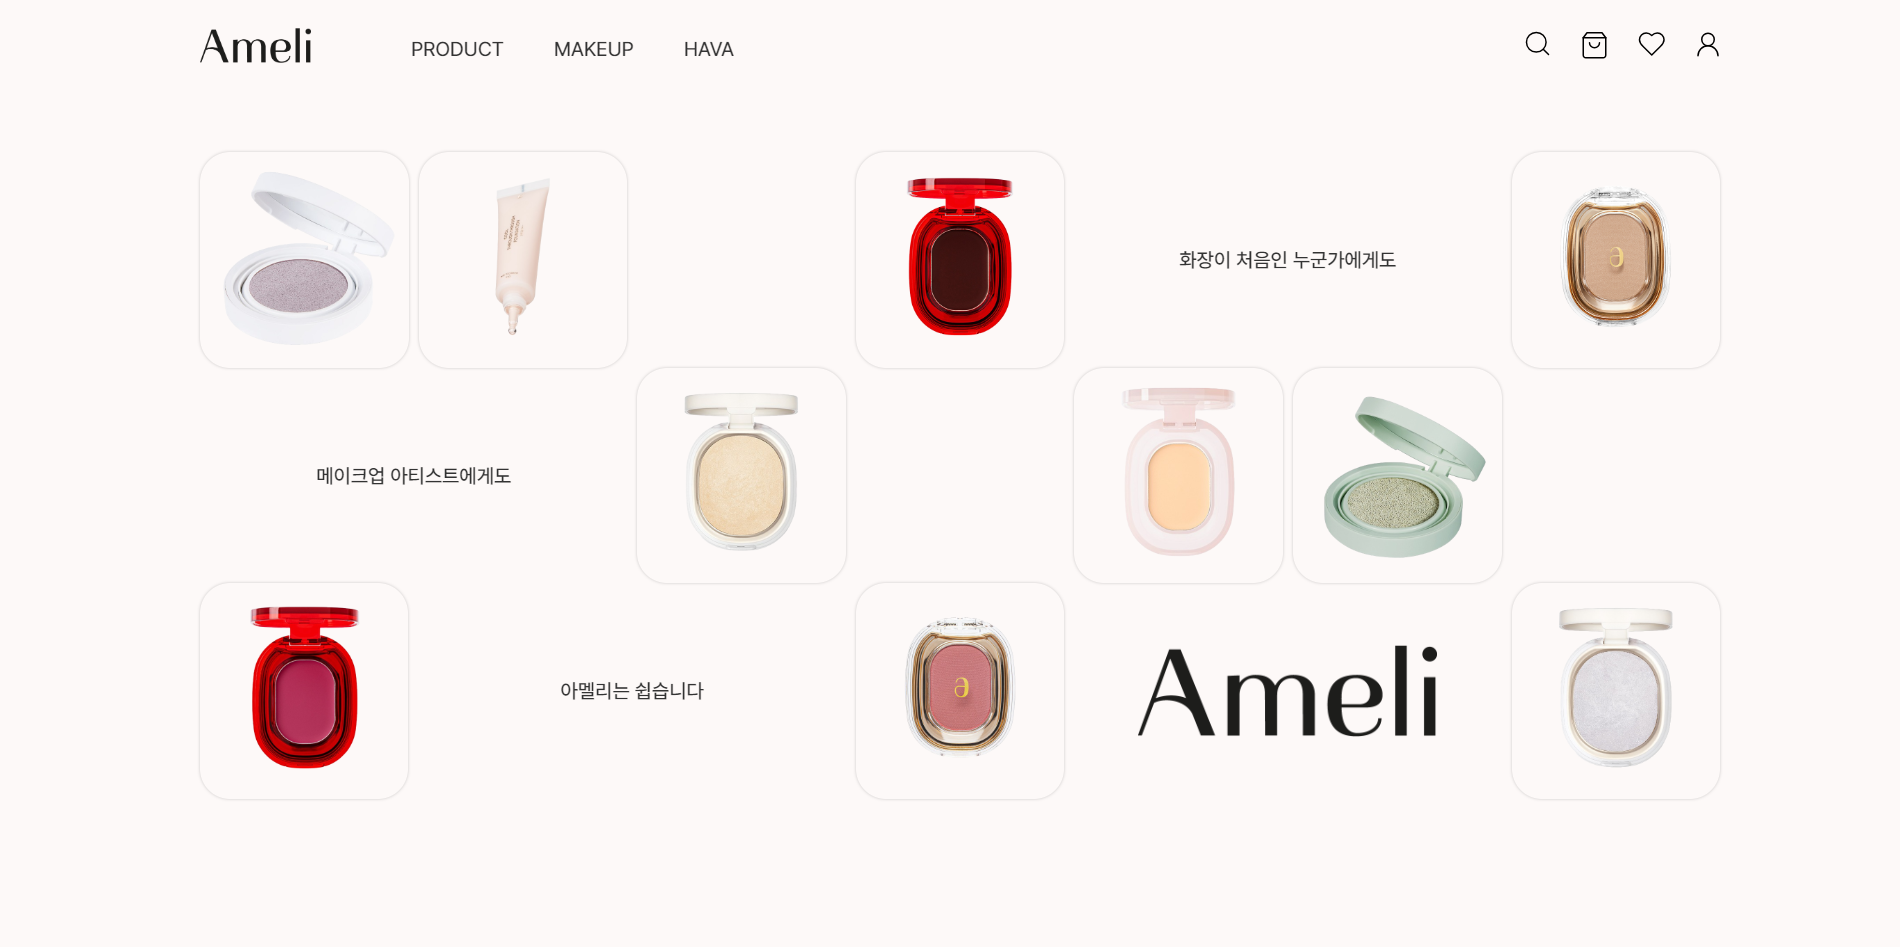 Ameli
PRODUCT
MAKEUP
HAVA
화장이 처음인 누군가에게도
메이크업 아티스트에게도
아멜리는 쉽습니다
Ameli